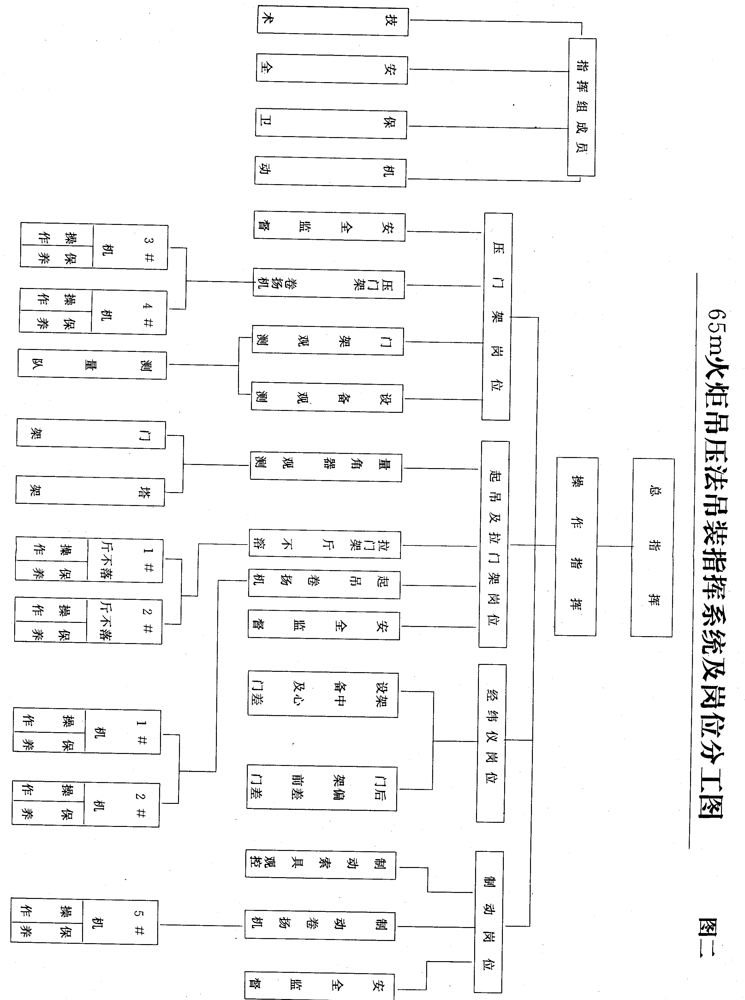 65m火炬吊压法吊装指挥系统及岗位分工图
图二
总指挥
操作指挥
指挥组成员
压门架岗位
起吊及拉门架岗位
经纬仪岗位
制动岗位
技术
安全
保卫
机动
安全监督
压门架卷扬机
门架观测
设备观测
量角器观测
拉门架斤不溶
起吊卷扬机
安全监督
设备及门
架中心差
门架前门
后偏差差
制动索具观控
制动卷扬机
安全监督
3#机
操作
保养
4#机
操作
保养
测量队
门架
塔架
1#斤不落
操作
保养
2#斤不落
操作
保养
1#机
操作
保养
2#机
操作
保养
5#机
操作
保养